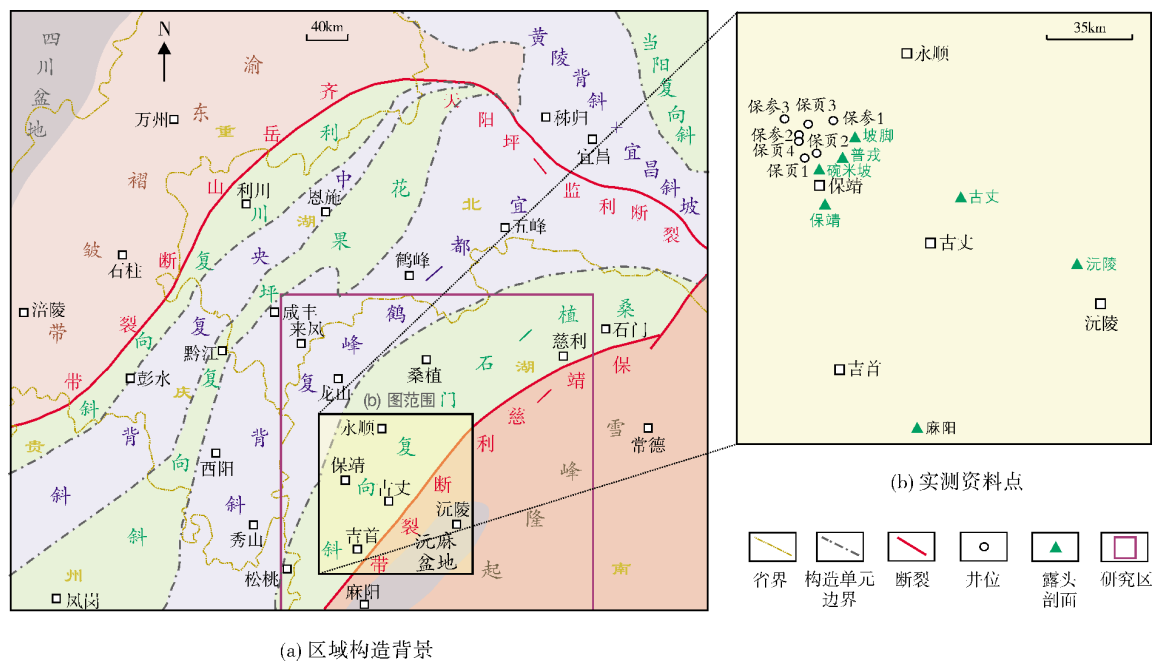 N
40km
四川盆地
渝东
褶皱带
重庆
万州
石柱
涪陵
齐岳山断裂带
利川复向斜
利川
中央复背斜
恩施
湖北
花果坪复向斜
天阳坪监利断裂
黄陵背斜
当阳复向斜
秭归
宜昌
宜昌斜坡
五峰
宜都鹤峰复背斜
鹤峰
咸丰
来凤
黔江
彭水
龙山
桑植
石门
慈利
桑植石门复向斜
保靖慈利断裂带
(b) 图范围
永顺
保靖
古丈
沅陵
吉首
沅麻
盆地
麻阳
常德
雪峰隆起
湖南
贵州
酉阳
秀山
松桃
凤岗
(a) 区域构造背景
35km
永顺
保参3
保页3
保参1
保参2
保页2
保页4
保页1
坡脚
普戎
碗米坡
保靖
保靖
古丈
古丈
沅陵
沅陵
吉首
麻阳
(b) 实测资料点
省界
构造单元
边界
断裂
井位
露头
剖面
研究区